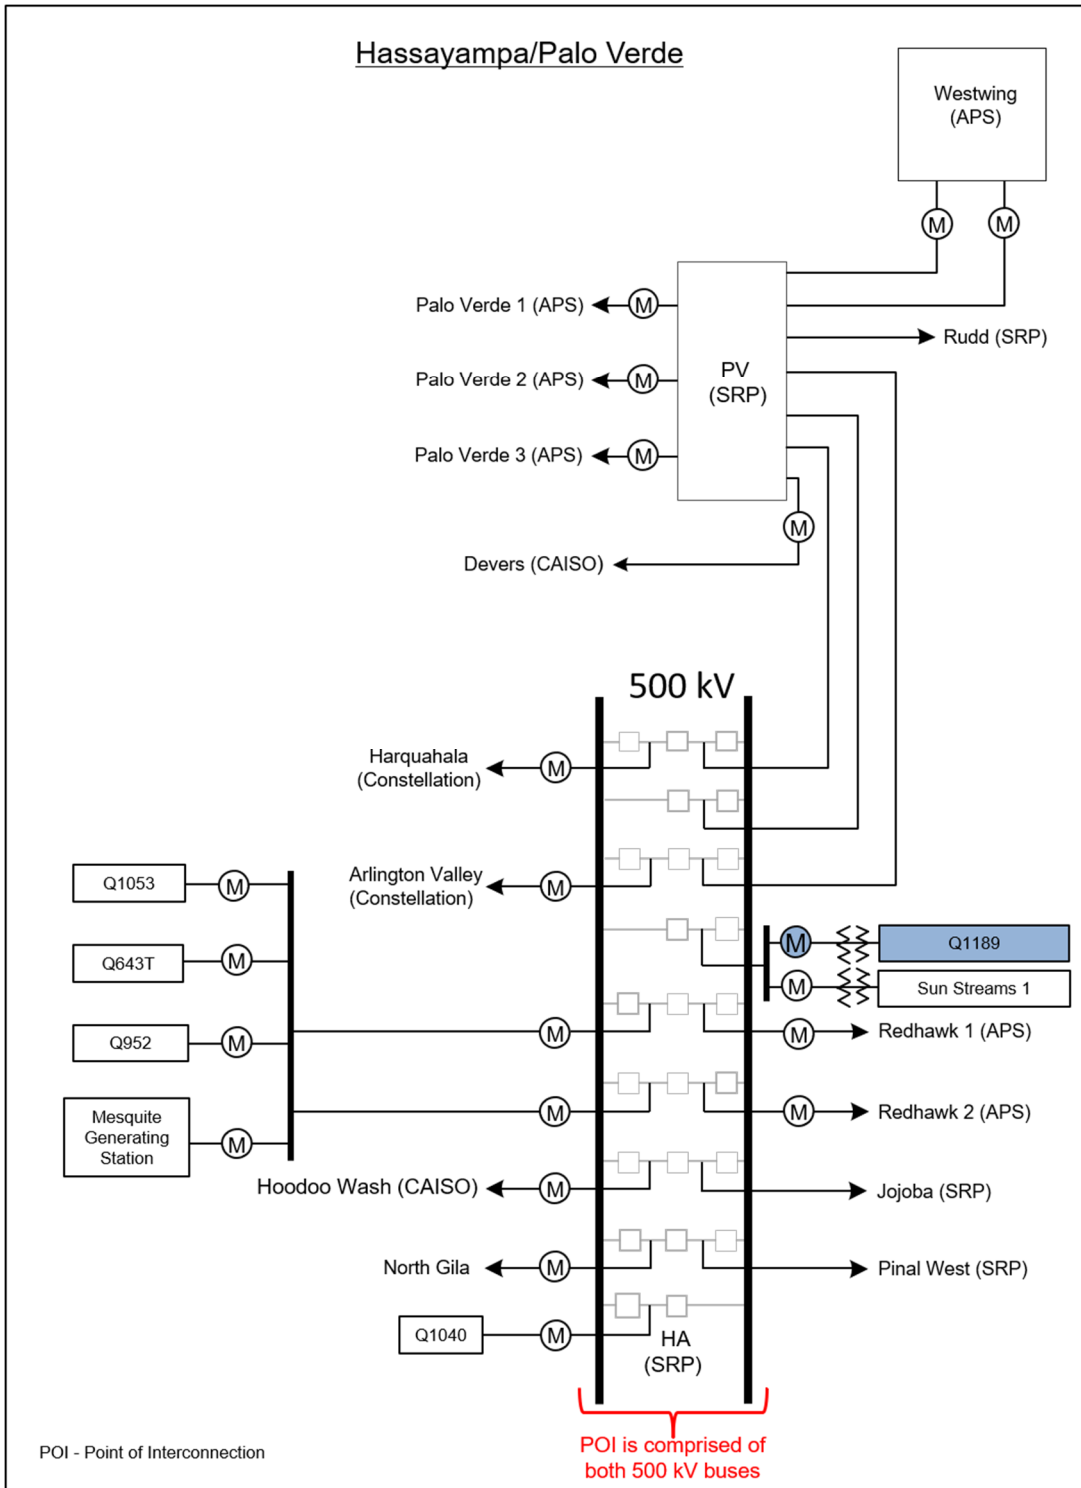 Hassayampa/Palo Verde
Westwing
(APS)
M
M
Palo Verde 1 (APS)
M
Rudd (SRP)
PV
(SRP)
Palo Verde 2 (APS)
M
Palo Verde 3 (APS)
M
M
Devers (CAISO)
500 kV
Harquahala
(Constellation)
M
Arlington Valley
(Constellation)
M
Q1053
M
Q643T
M
Q952
M
Mesquite
Generating
Station
M
M
Q1189
M
Sun Streams 1
M
M
Redhawk 1 (APS)
M
M
Redhawk 2 (APS)
Hoodoo Wash (CAISO)
M
Jojoba (SRP)
North Gila
M
Pinal West (SRP)
Q1040
M
HA
(SRP)
POI is comprised of
both 500 kV buses
POI - Point of Interconnection